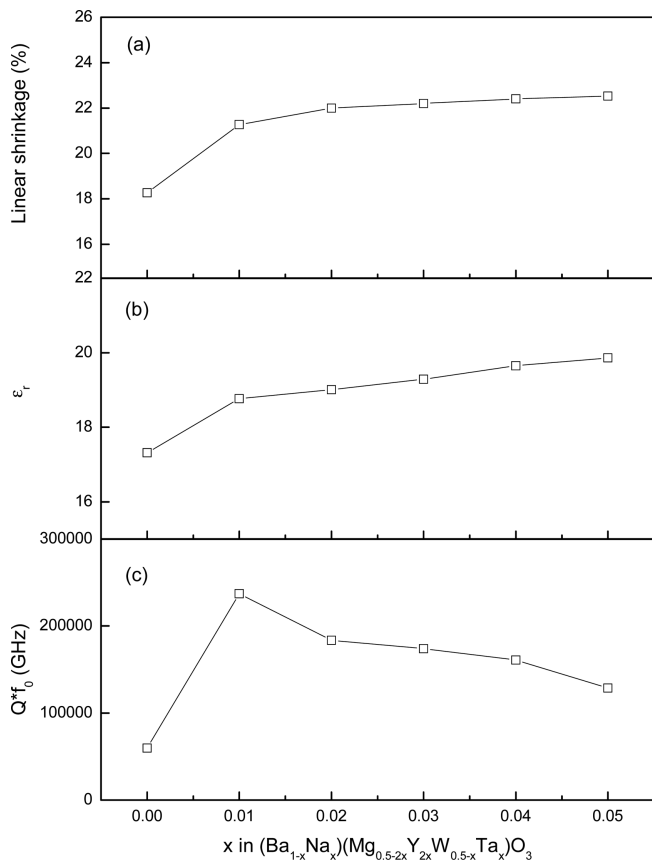 26
24
22
20
18
16
Linear shrinkage (%)
(a)
22
20
18
16
εr
(b)
300000
200000
100000
0
Q*f0 (GHz)
(c)
0.00 0.01 0.02 0.03 0.04 0.05
x in (Ba1-xNax)(Mg0.5-2xY2xW0.5-xTax)O3